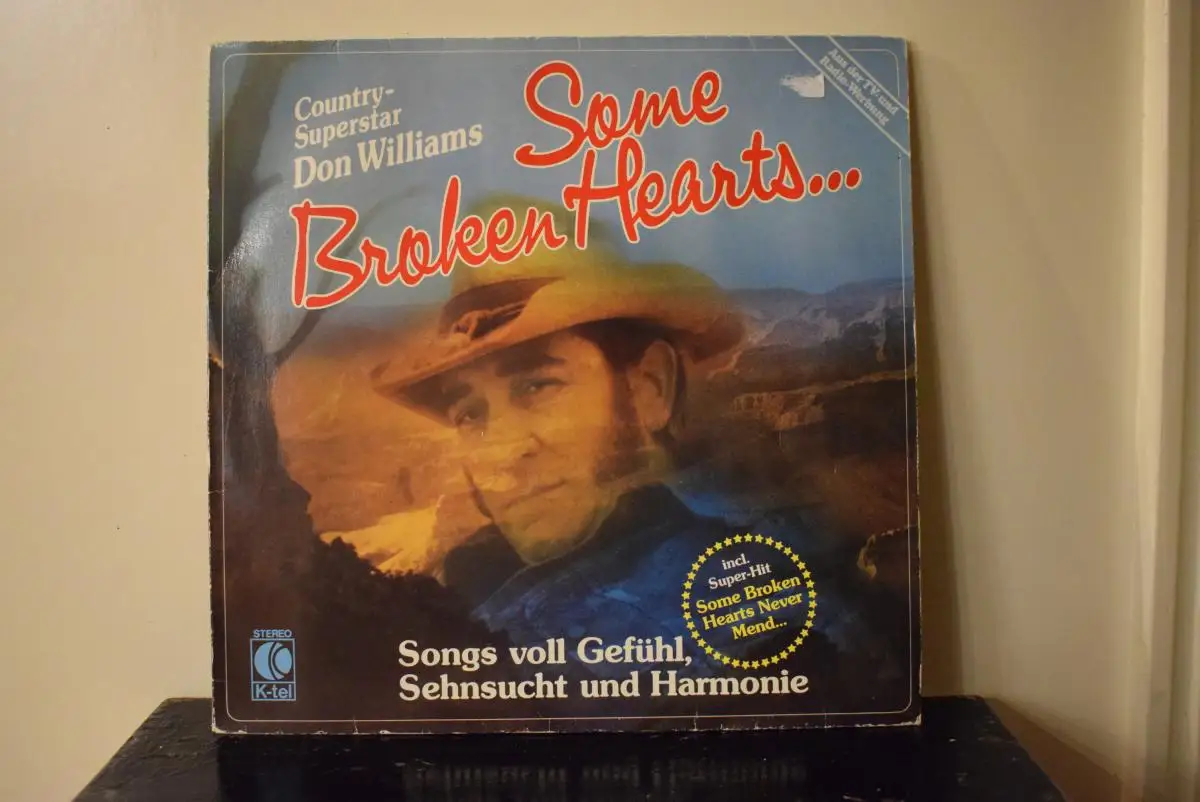 Country-
Superstar
Don Williams
Some
Broken Hearts...
Aus der TV- und
Radio-Werbung
incl.
Super-Hit
Some Broken
Hearts Never
Mend...
Songs voll Gefühl,
Sehnsucht und Harmonie
STEREO
K-tel